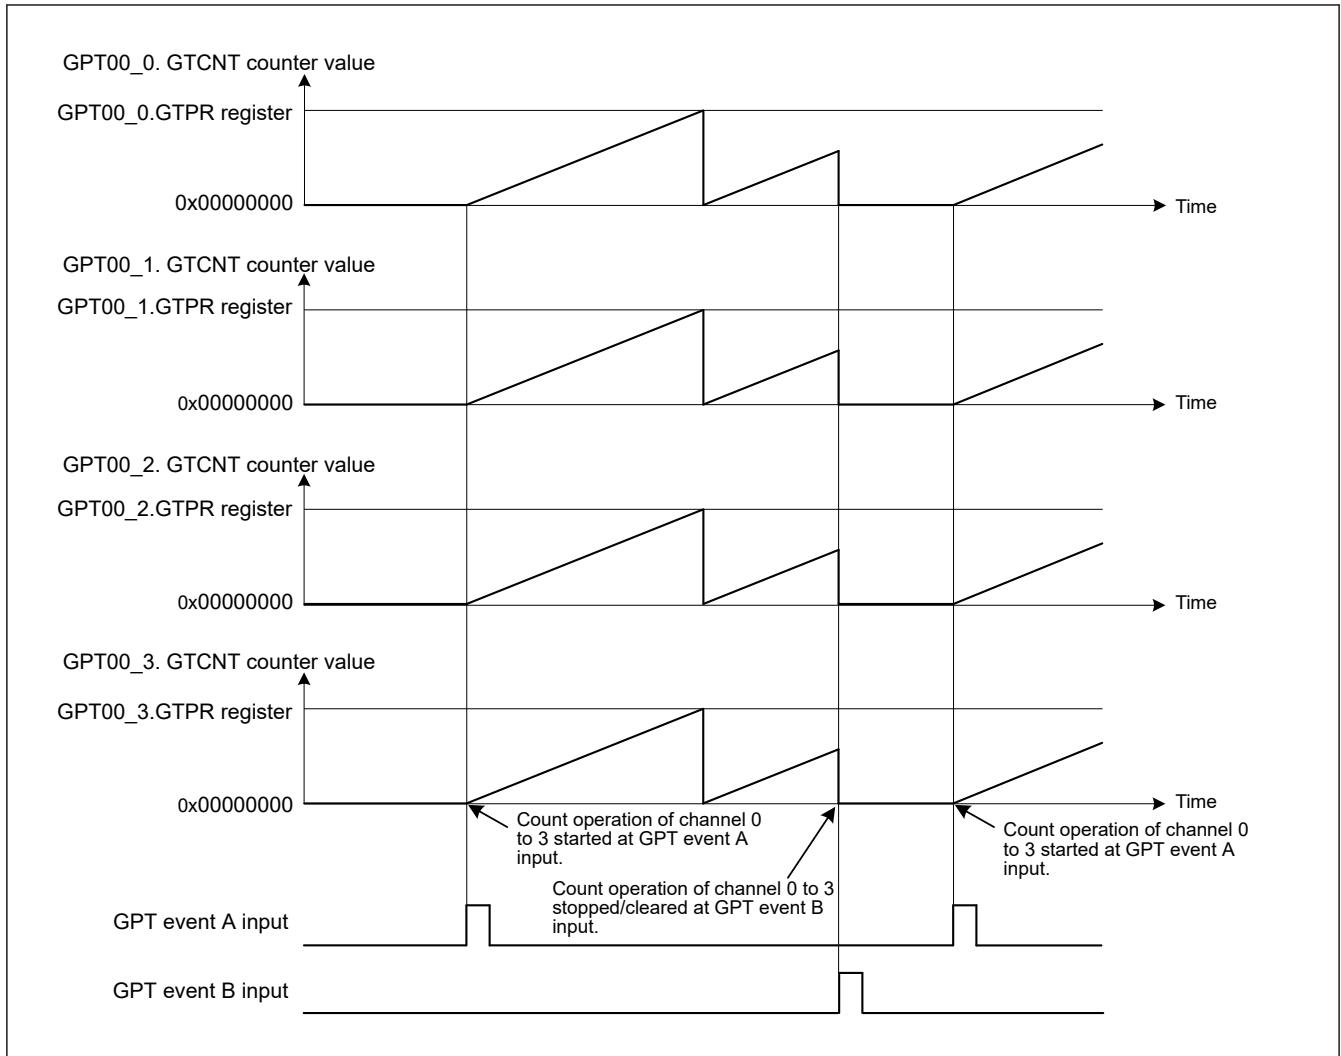 GPT00_0. GTCNT counter value
GPT00_0.GTPR register
0x00000000
Time
GPT00_1. GTCNT counter value
GPT00_1.GTPR register
0x00000000
Time
GPT00_2. GTCNT counter value
GPT00_2.GTPR register
0x00000000
Time
GPT00_3. GTCNT counter value
GPT00_3.GTPR register
0x00000000
Time
Count operation of channel 0
to 3 started at GPT event A
input.
Count operation of channel 0
to 3 started at GPT event A
input.
Count operation of channel 0 to 3
stopped/cleared at GPT event B
input.
GPT event A input
GPT event B input